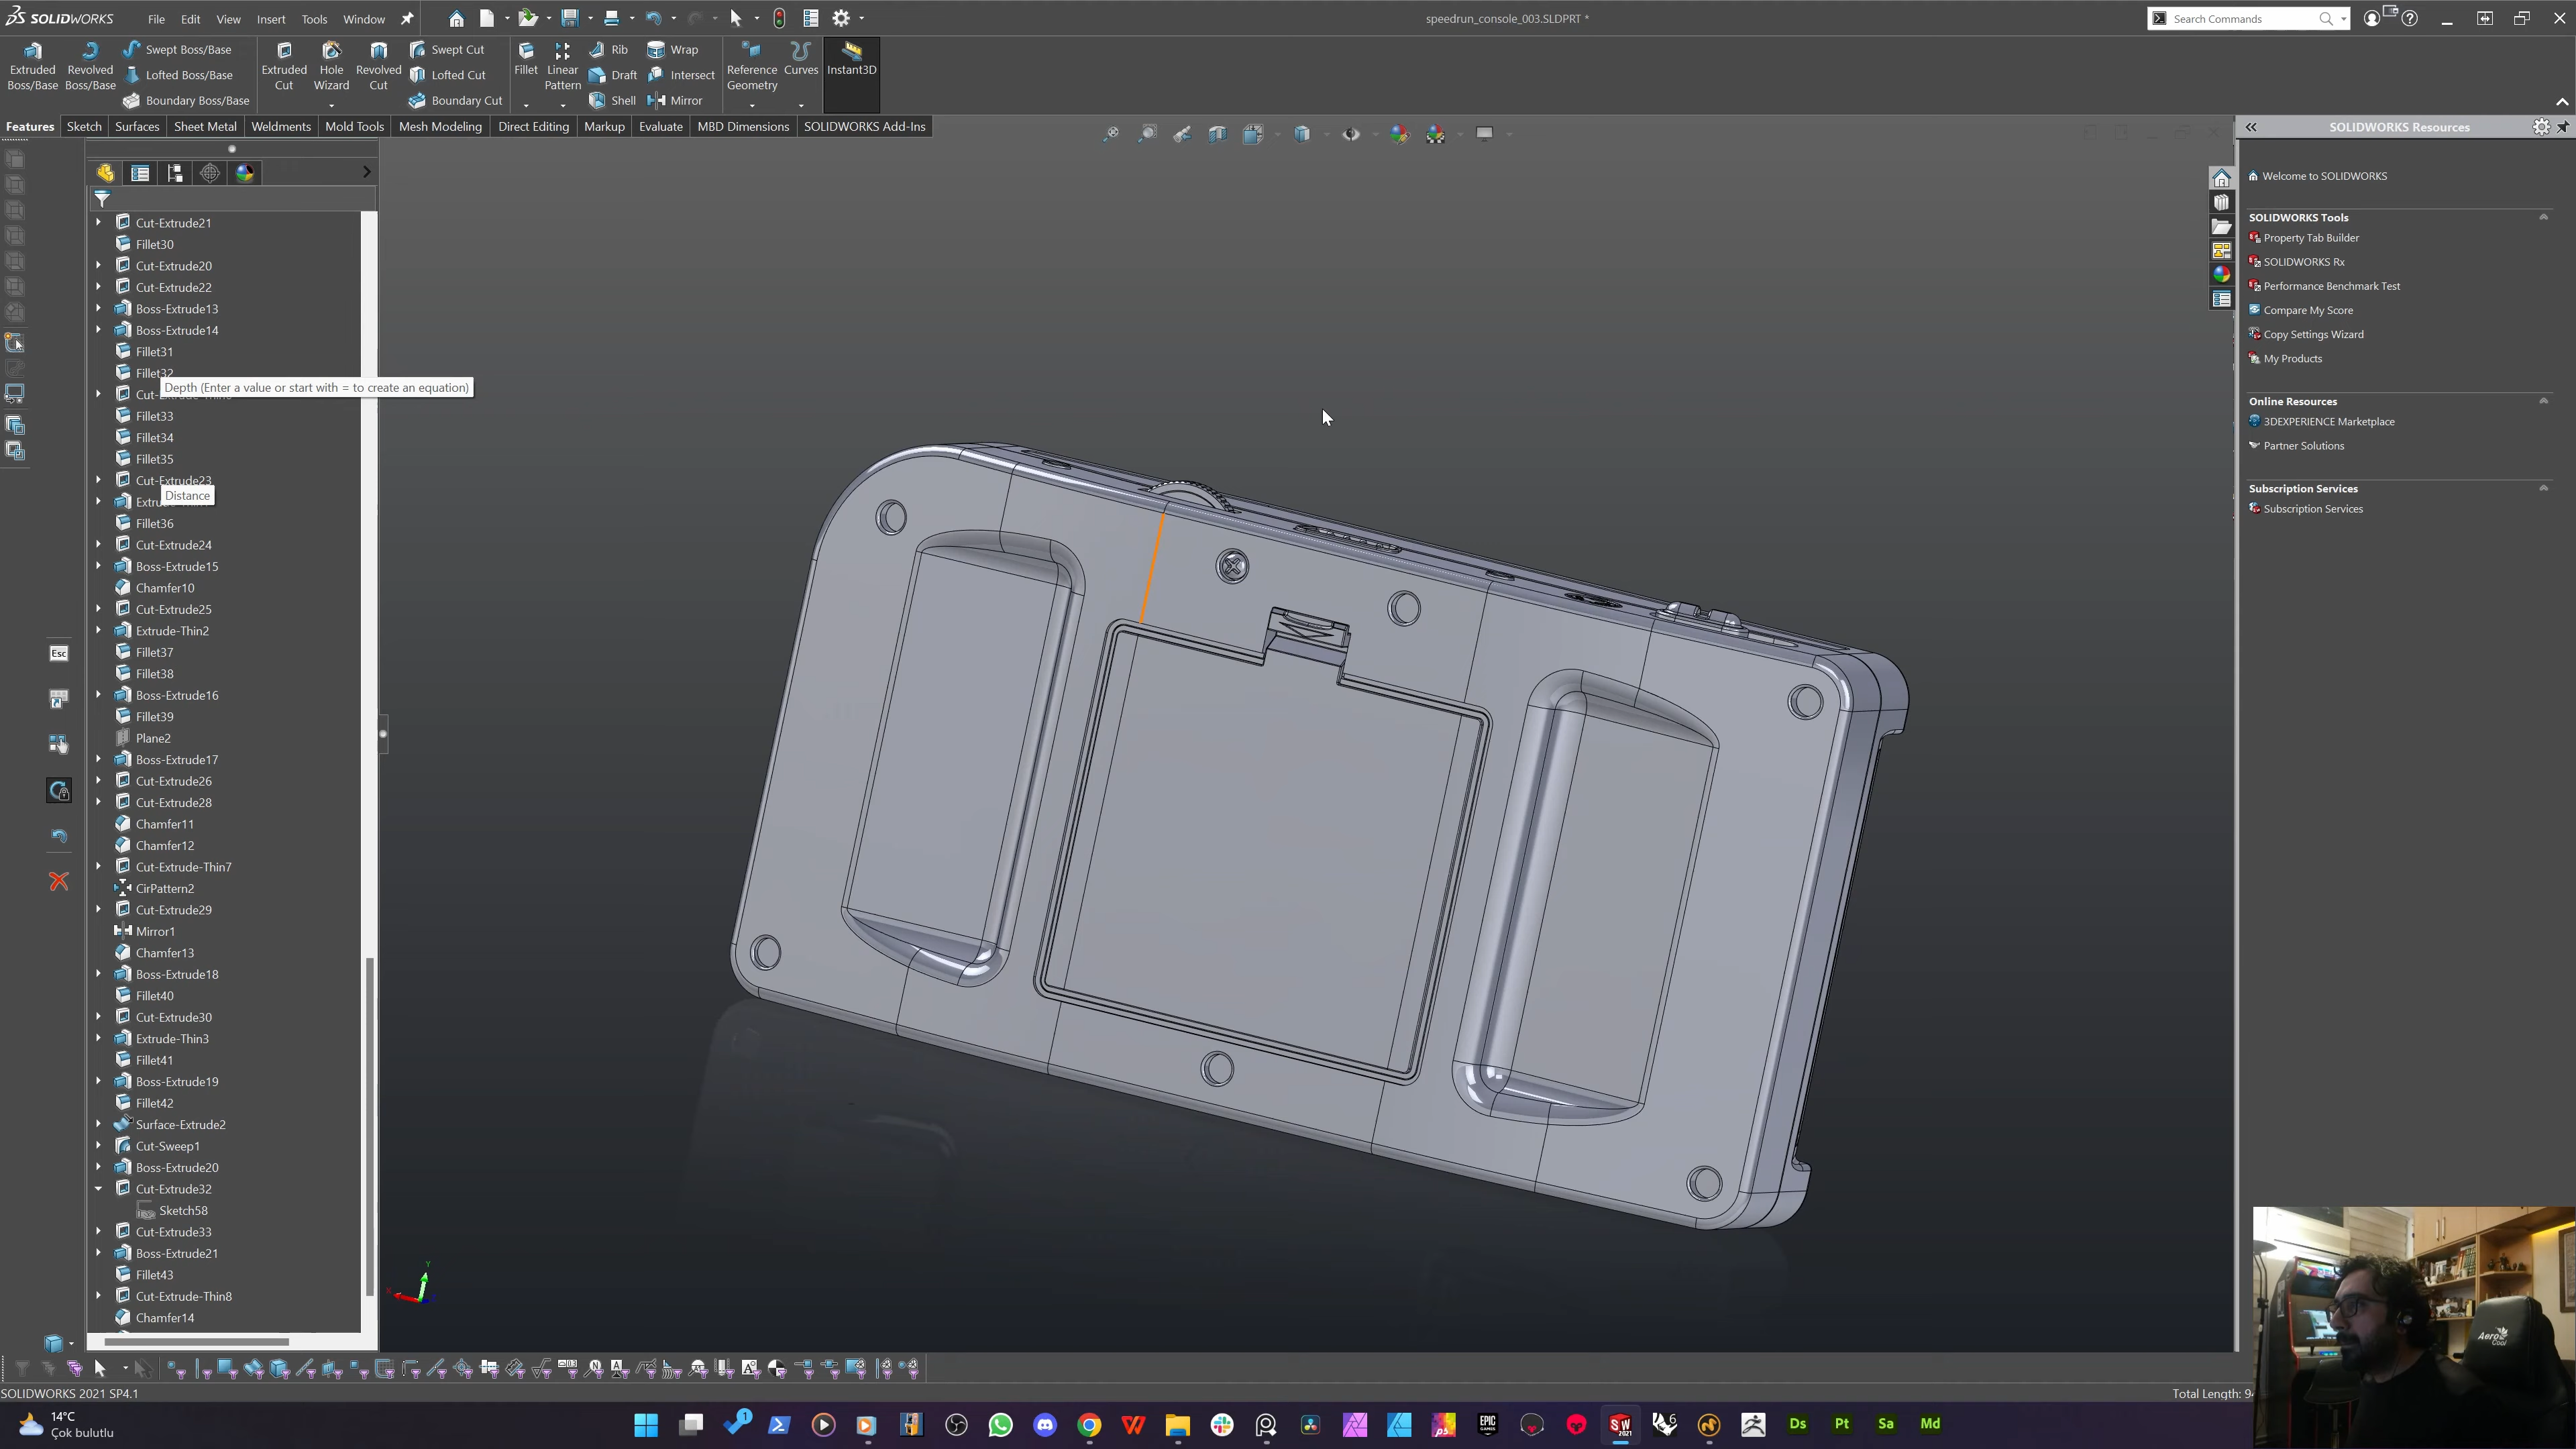 SOLIDWORKS File Edit View Insert Tools Window speedrun_console_003.SLDPRT * Search Commands
Extruded Boss/Base
Revolved Boss/Base
Swept Boss/Base
Lofted Boss/Base
Boundary Boss/Base
Extruded Cut
Hole Wizard
Revolved Cut
Swept Cut
Lofted Cut
Boundary Cut
Fillet
Linear Pattern
Rib
Draft
Shell
Wrap
Intersect
Mirror
Reference Geometry
Curves
Instant3D
Features Sketch Surfaces Sheet Metal Weldments Mold Tools Mesh Modeling Direct Editing Markup Evaluate MBD Dimensions SOLIDWORKS Add-Ins
Cut-Extrude21
Fillet30
Cut-Extrude20
Cut-Extrude22
Boss-Extrude13
Boss-Extrude14
Fillet31
Fillet32
Depth (Enter a value or start with = to create an equation)
Fillet33
Fillet34
Fillet35
Cut-Extrude23
Distance
Fillet36
Cut-Extrude24
Boss-Extrude15
Chamfer10
Cut-Extrude25
Extrude-Thin2
Fillet37
Fillet38
Boss-Extrude16
Fillet39
Plane2
Boss-Extrude17
Cut-Extrude26
Cut-Extrude28
Chamfer11
Chamfer12
Cut-Extrude-Thin7
CirPattern2
Cut-Extrude29
Mirror1
Chamfer13
Boss-Extrude18
Fillet40
Cut-Extrude30
Extrude-Thin3
Fillet41
Boss-Extrude19
Fillet42
Surface-Extrude2
Cut-Sweep1
Boss-Extrude20
Cut-Extrude32
Sketch58
Cut-Extrude33
Boss-Extrude21
Fillet43
Cut-Extrude-Thin8
Chamfer14
Esc
SOLIDWORKS Resources
Welcome to SOLIDWORKS
SOLIDWORKS Tools
Property Tab Builder
SOLIDWORKS Rx
Performance Benchmark Test
Compare My Score
Copy Settings Wizard
My Products
Online Resources
3DEXPERIENCE Marketplace
Partner Solutions
Subscription Services
Subscription Services
Aero
Cool
SOLIDWORKS 2021 SP4.1
Total Length:
14°C
Çok bulutlu
EPIC GAMES
SW 2021
Ds Pt Sa Md